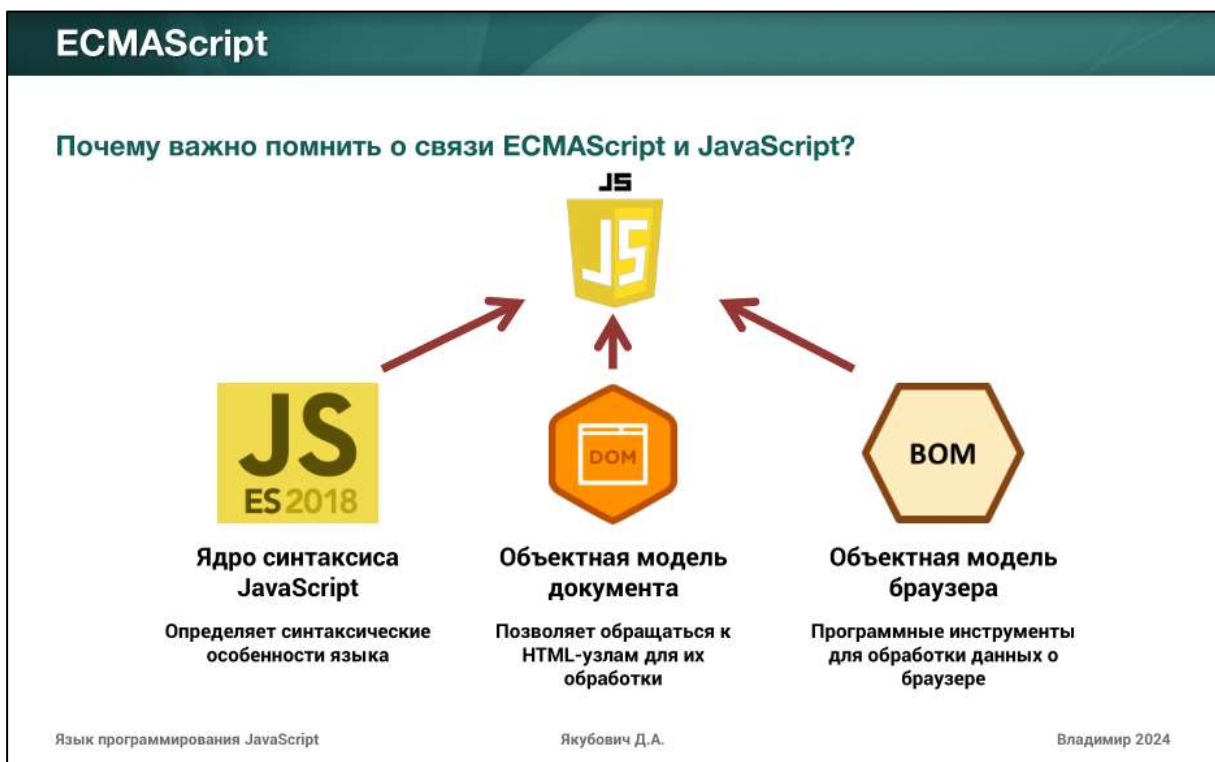 ECMAScript
Почему важно помнить о связи ECMAScript и JavaScript?
JS
JS
JS
ES2018
DOM
BOM
Ядро синтаксиса
JavaScript
Определяет синтаксические
особенности языка
Объектная модель
документа
Позволяет обращаться к
HTML-узлам для их
обработки
Объектная модель
браузера
Программные инструменты
для обработки данных о
браузере
Язык программирования JavaScript
Якубович Д.А.
Владимир 2024